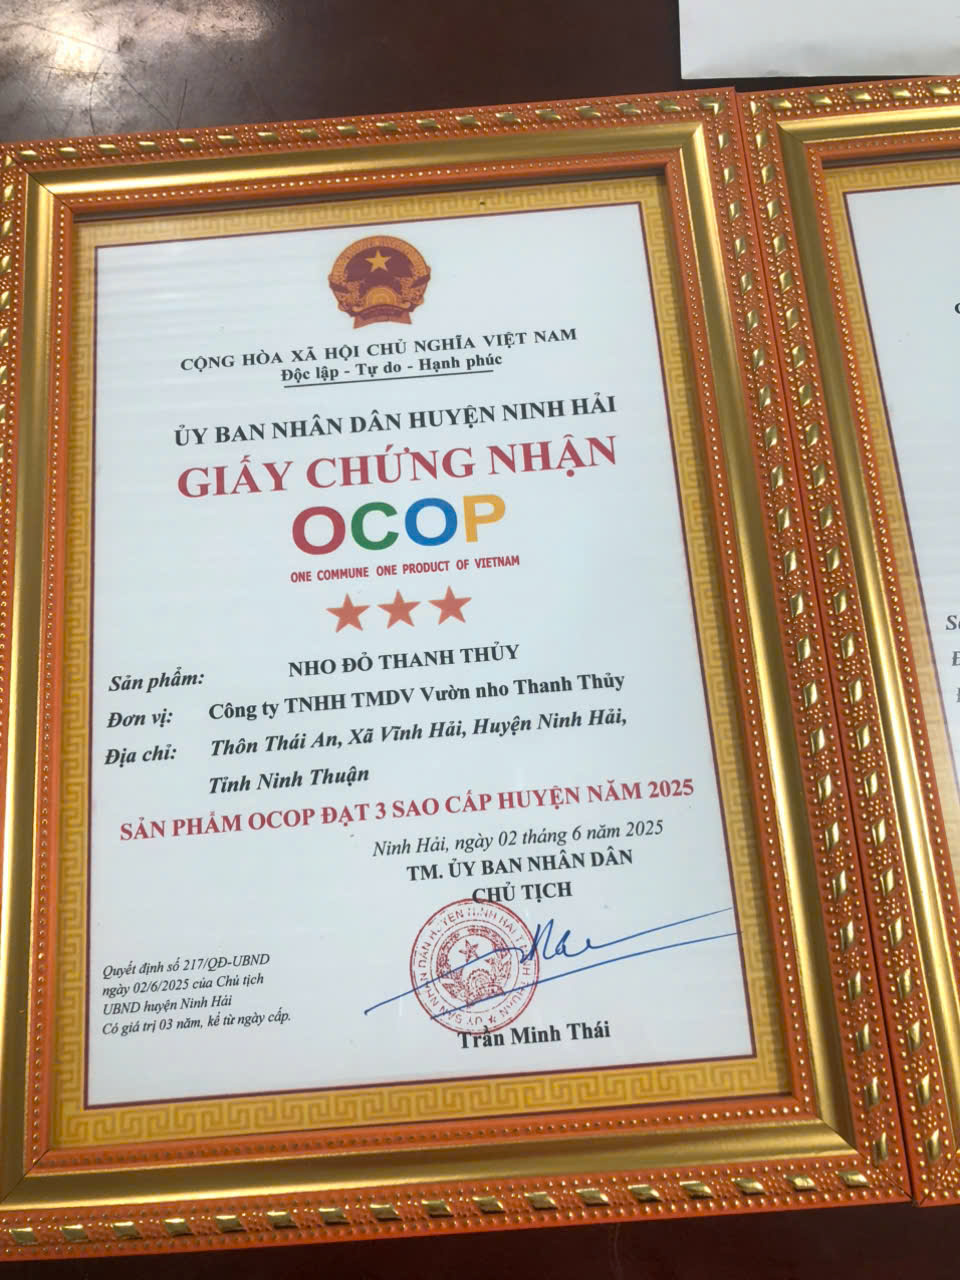 CỘNG HÒA XÃ HỘI CHỦ NGHĨA VIỆT NAM
Độc lập - Tự do - Hạnh phúc
ỦY BAN NHÂN DÂN HUYỆN NINH HẢI
GIẤY CHỨNG NHẬN
OCOP
ONE COMMUNE ONE PRODUCT OF VIETNAM
Sản phẩm: NHO ĐỎ THANH THỦY
Đơn vị: Công ty TNHH TMDV Vườn nho Thanh Thủy
Địa chỉ: Thôn Thái An, Xã Vĩnh Hải, Huyện Ninh Hải,
Tỉnh Ninh Thuận
SẢN PHẨM OCOP ĐẠT 3 SAO CẤP HUYỆN NĂM 2025
Ninh Hải, ngày 02 tháng 6 năm 2025
TM. ỦY BAN NHÂN DÂN
CHỦ TỊCH
Quyết định số 217/QĐ-UBND
ngày 02/6/2025 của Chủ tịch
UBND huyện Ninh Hải
Có giá trị 03 năm, kể từ ngày cấp.
Trần Minh Thái